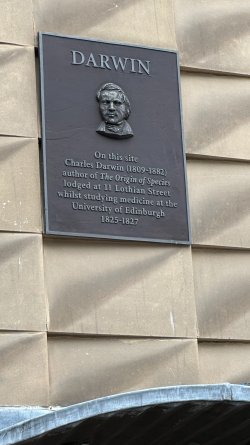 DARWIN
On this site
Charles Darwin (1809-1882)
author of The Origin of Species
lodged at 11 Lothian Street
whilst studying medicine at the
University of Edinburgh
1825-1827